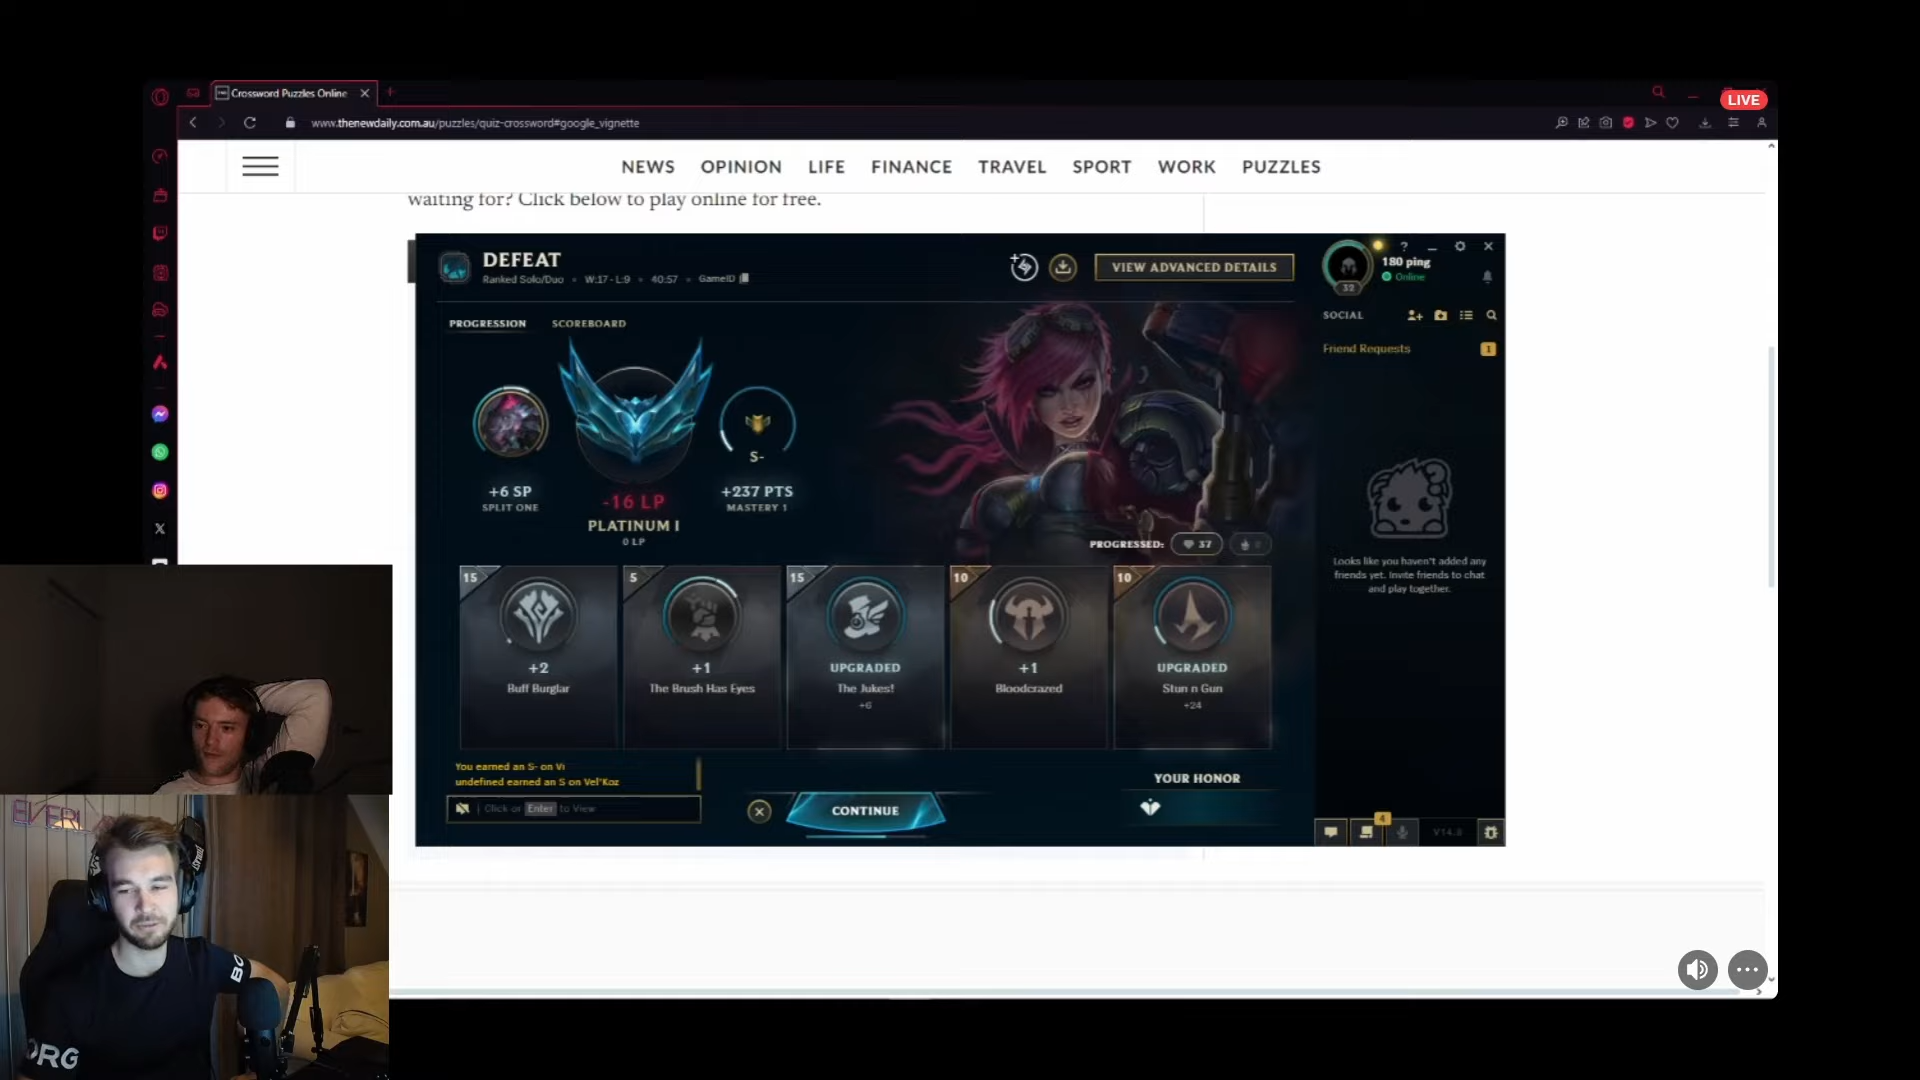 Crossword Puzzles Online
LIVE
www.thenewdaily.com.au/puzzles/quiz-crossword#google_vignette
NEWS OPINION LIFE FINANCE TRAVEL SPORT WORK PUZZLES
waiting for? Click below to play online for free.
DEFEAT
Ranked Solo/Duo • W:17 - L:9 • 40:57 • GameID
VIEW ADVANCED DETAILS
?
180 ping
Online
32
PROGRESSION SCOREBOARD
SOCIAL
Friend Requests 1
S-
+6 SP
SPLIT ONE
-16 LP
PLATINUM I
0 LP
+237 PTS
MASTERY 1
PROGRESSED: 37
Looks like you haven't added any
friends yet. Invite friends to chat
and play together.
15 5 15 10 10
+2 +1 UPGRADED +1 UPGRADED
Buff Burglar The Brush Has Eyes The Jukes! Bloodcrazed Stun n Gun
+6 +24
You earned an S- on Vi
undefined earned an S on Vel'Koz
Click or Enter to View
CONTINUE
YOUR HONOR
4
X
BO
ORG